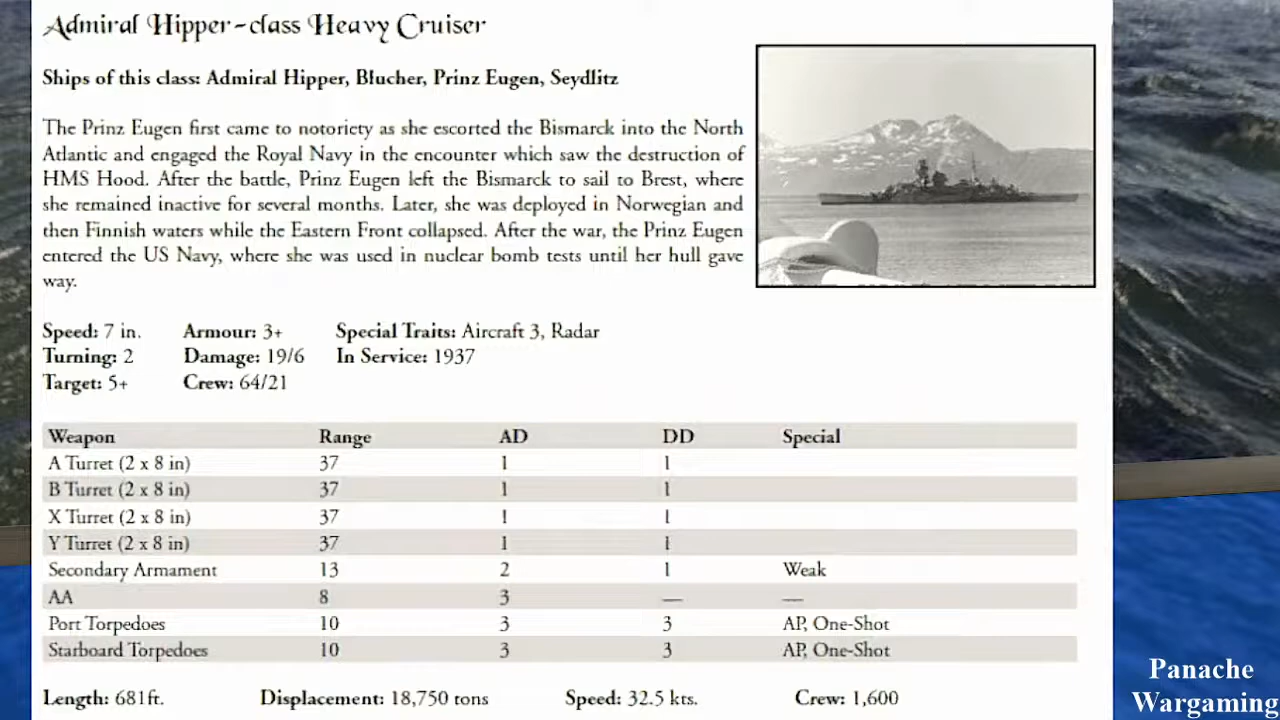 Admiral Hipper-class Heavy Cruiser
Ships of this class: Admiral Hipper, Blucher, Prinz Eugen, Seydlitz
The Prinz Eugen first came to notoriety as she escorted the Bismarck into the North
Atlantic and engaged the Royal Navy in the encounter which saw the destruction of
HMS Hood. After the battle, Prinz Eugen left the Bismarck to sail to Brest, where
she remained inactive for several months. Later, she was deployed in Norwegian and
then Finnish waters while the Eastern Front collapsed. After the war, the Prinz Eugen
entered the US Navy, where she was used in nuclear bomb tests until her hull gave
way.
Speed: 7 in. Armour: 3+ Special Traits: Aircraft 3, Radar
Turning: 2 Damage: 19/6 In Service: 1937
Target: 5+ Crew: 64/21
Weapon Range AD DD Special
A Turret (2 x 8 in) 37 1 1
B Turret (2 x 8 in) 37 1 1
X Turret (2 x 8 in) 37 1 1
Y Turret (2 x 8 in) 37 1 1
Secondary Armament 13 2 1 Weak
AA 8 3 — —
Port Torpedoes 10 3 3 AP, One-Shot
Starboard Torpedoes 10 3 3 AP, One-Shot
Length: 681ft. Displacement: 18,750 tons Speed: 32.5 kts. Crew: 1,600
Panache
Wargaming